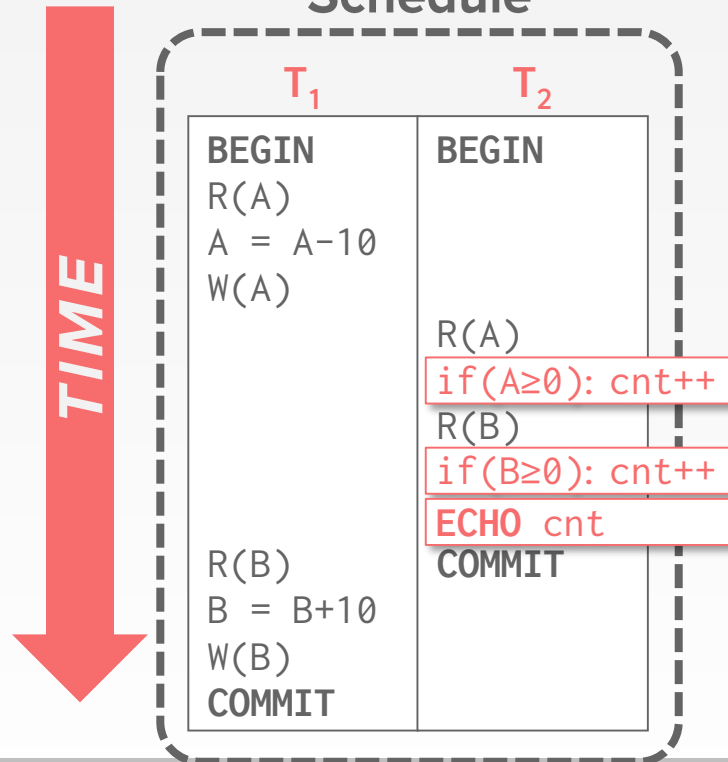 Schedule
TIME
T1 T2
BEGIN BEGIN
R(A)
A = A-10
W(A)
R(A)
if(A≥0): cnt++
R(B)
if(B≥0): cnt++
ECHO cnt
R(B) COMMIT
B = B+10
W(B)
COMMIT